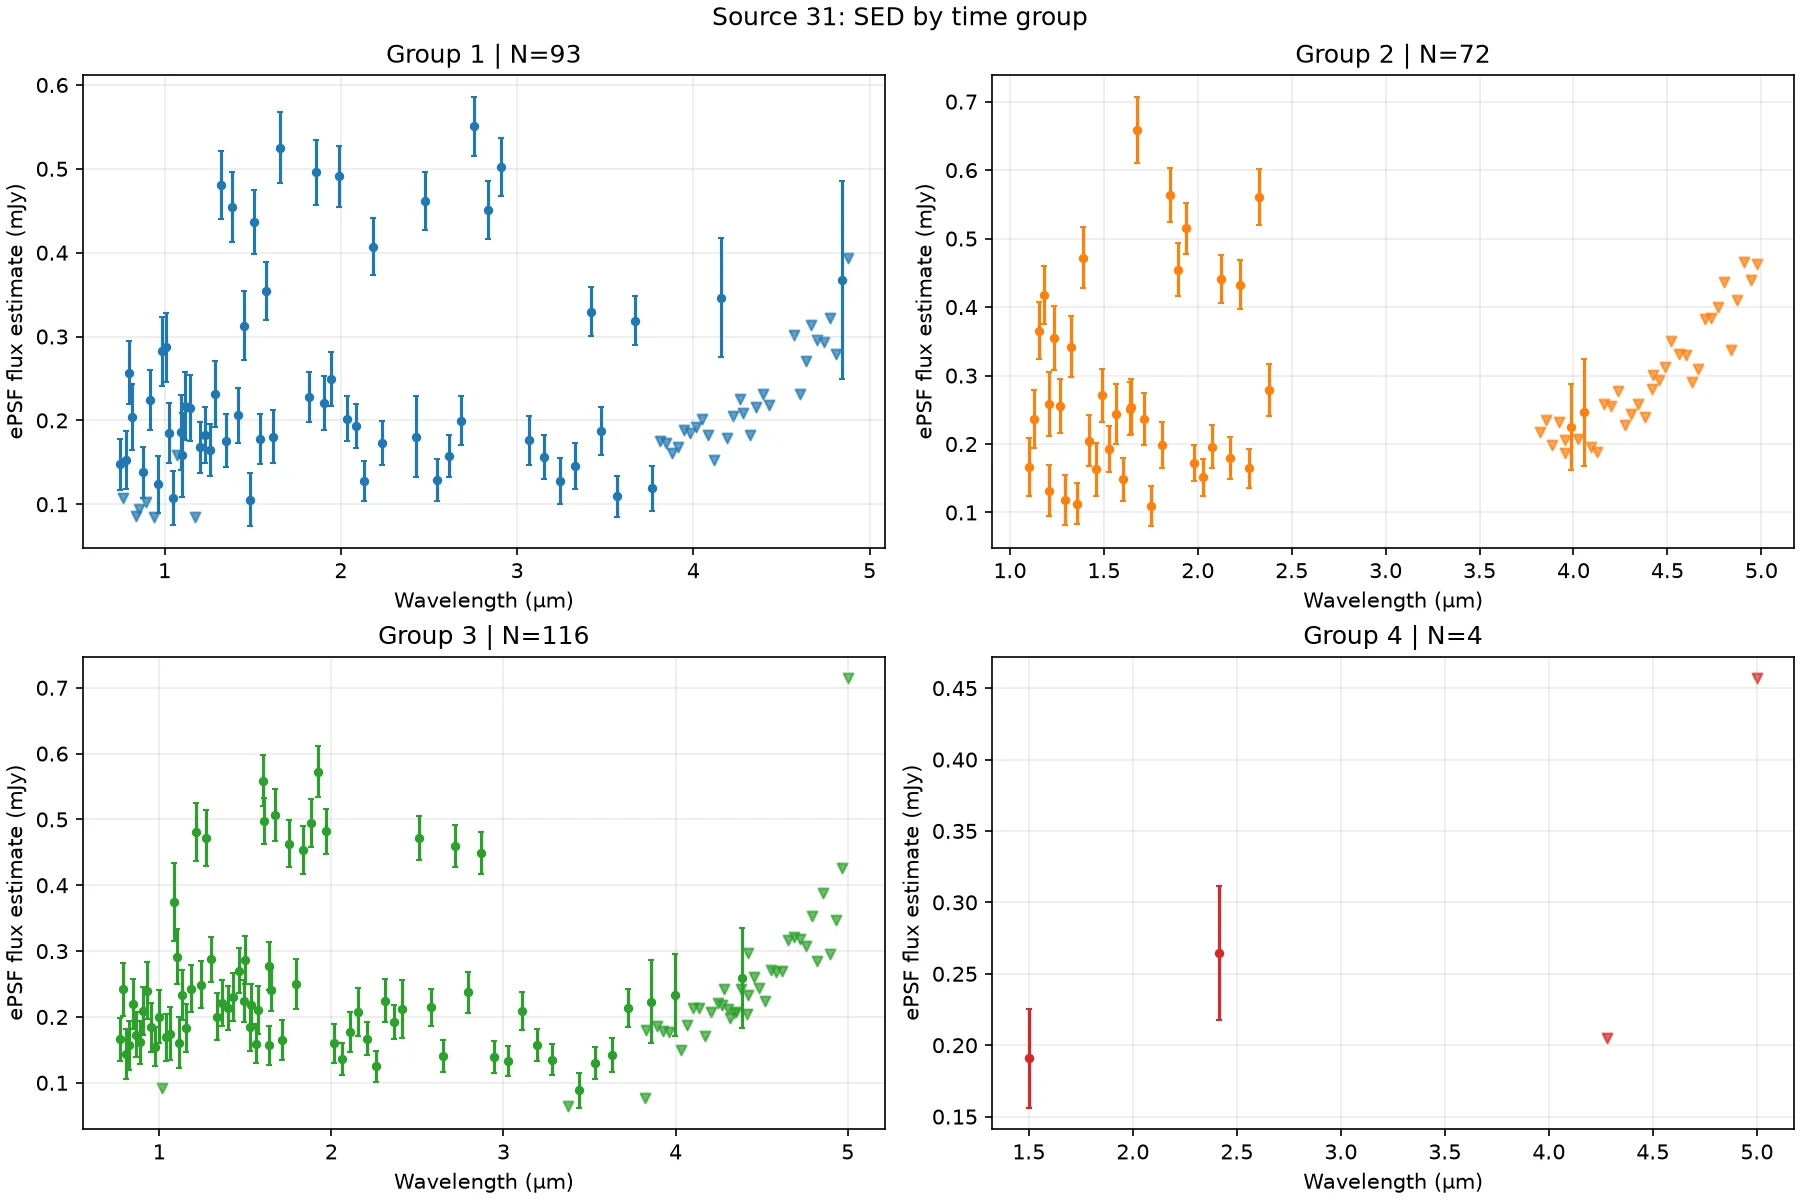 Source 31: SED by time group
Group 1 | N=93
ePSF flux estimate (mJy)
0.6
0.5
0.4
0.3
0.2
0.1
1 2 3 4 5
Wavelength (μm)
Group 2 | N=72
ePSF flux estimate (mJy)
0.7
0.6
0.5
0.4
0.3
0.2
0.1
1.0 1.5 2.0 2.5 3.0 3.5 4.0 4.5 5.0
Wavelength (μm)
Group 3 | N=116
ePSF flux estimate (mJy)
0.7
0.6
0.5
0.4
0.3
0.2
0.1
1 2 3 4 5
Wavelength (μm)
Group 4 | N=4
ePSF flux estimate (mJy)
0.45
0.40
0.35
0.30
0.25
0.20
0.15
1.5 2.0 2.5 3.0 3.5 4.0 4.5 5.0
Wavelength (μm)